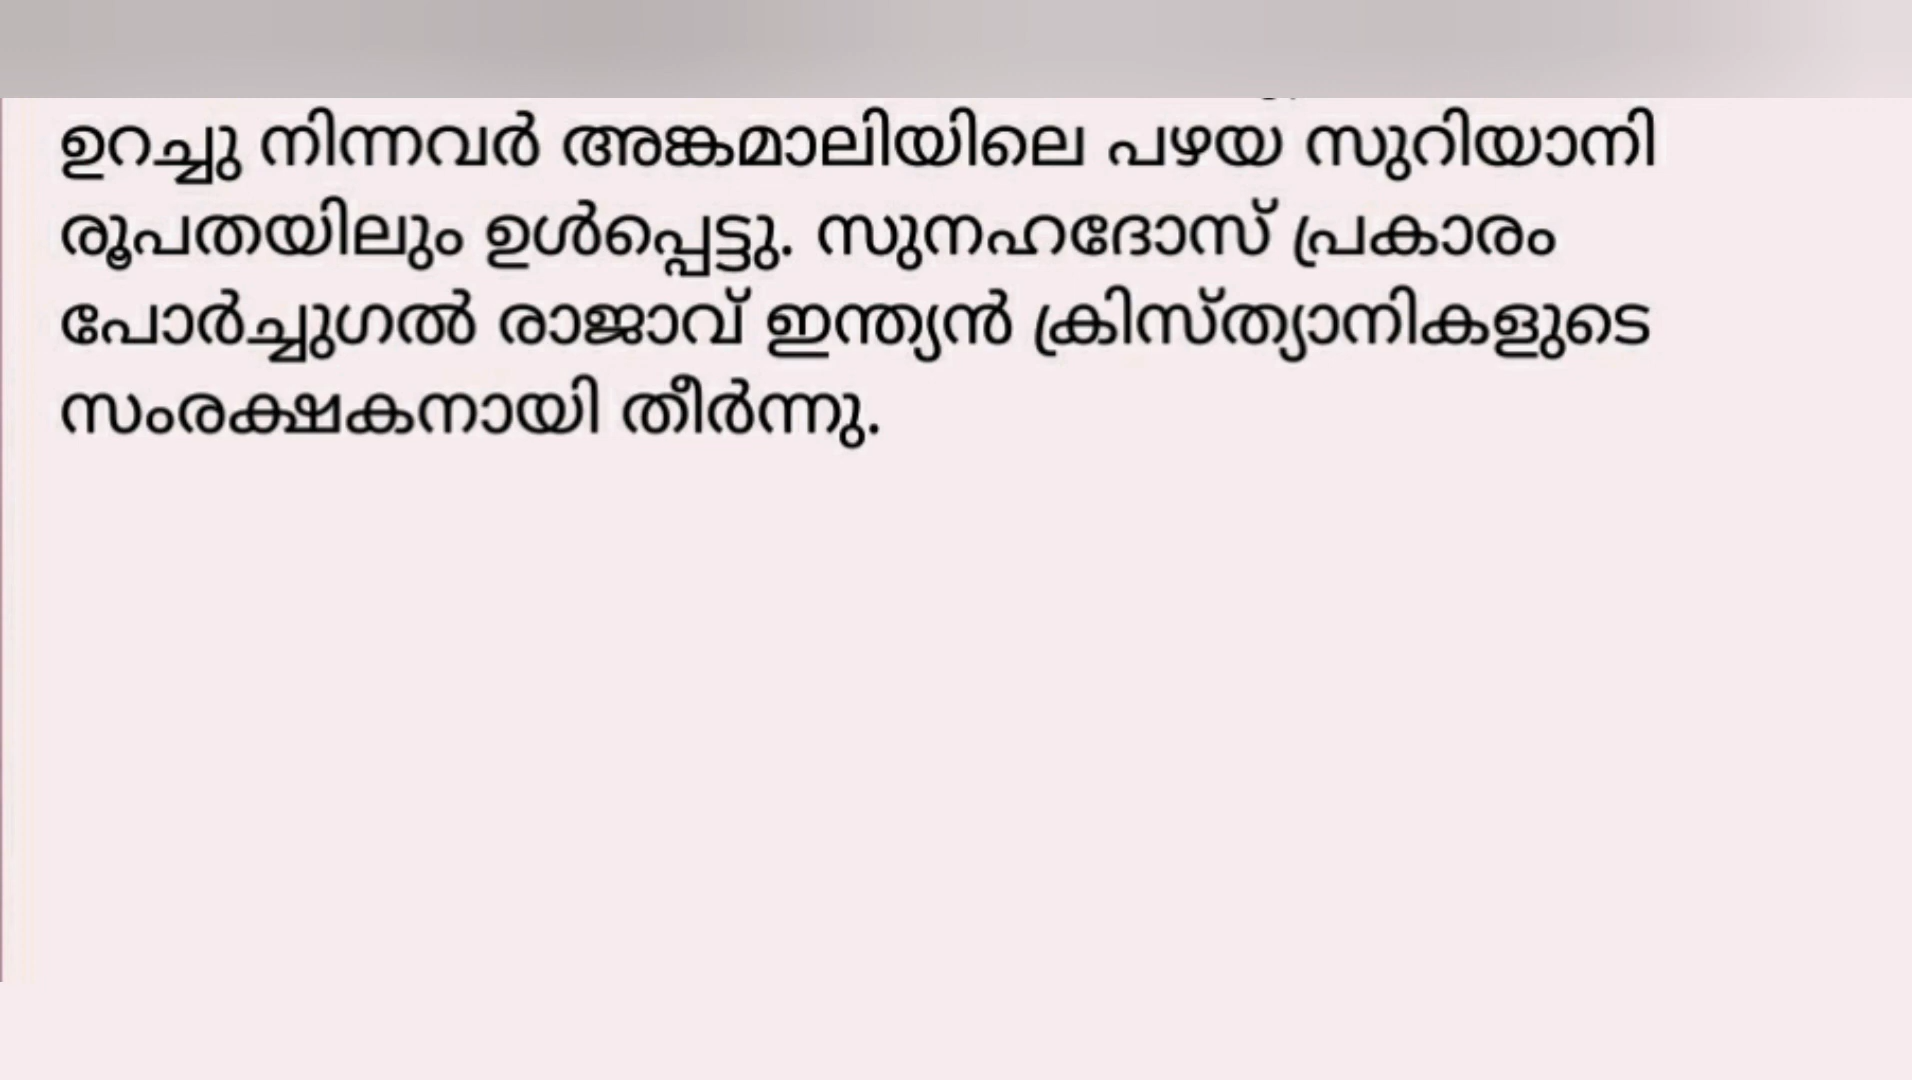 ഉറച്ചു നിന്നവർ അങ്കമാലിയിലെ പഴയ സുറിയാനി
രൂപതയിലും ഉൾപ്പെട്ടു. സുനഹദോസ് പ്രകാരം
പോർച്ചുഗൽ രാജാവ് ഇന്ത്യൻ ക്രിസ്ത്യാനികളുടെ
സംരക്ഷകനായി തീർന്നു.